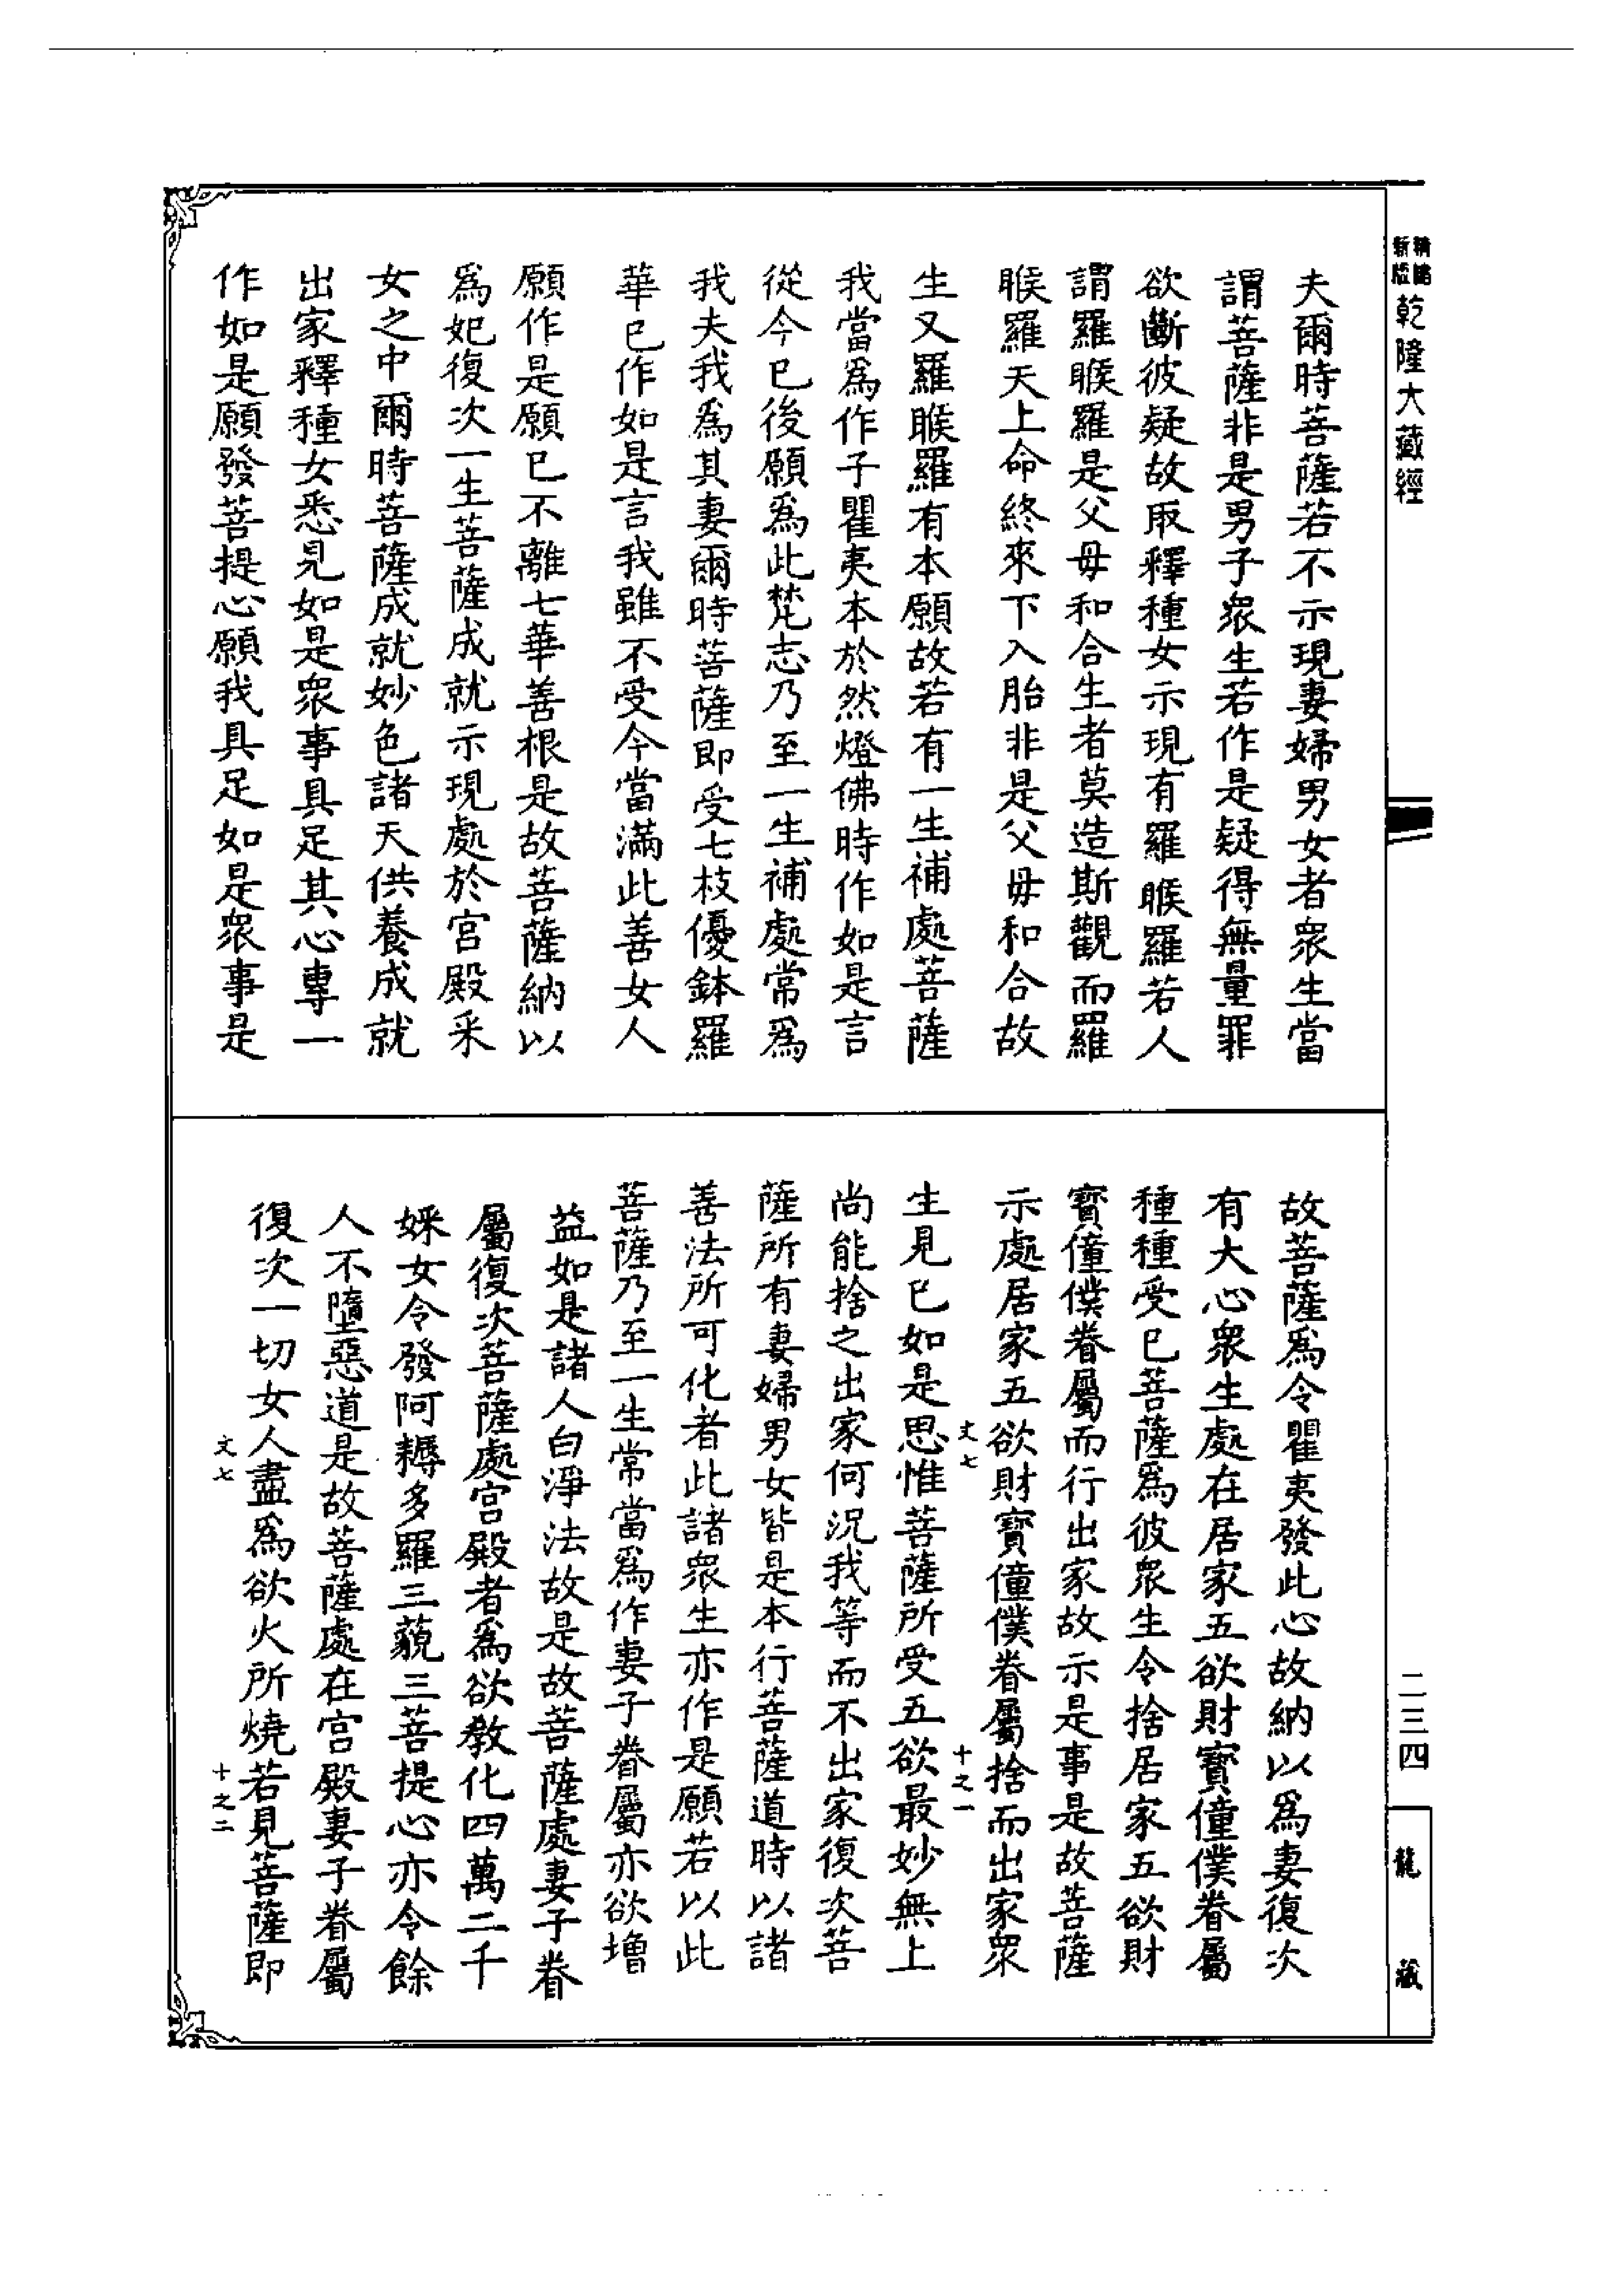 精縮新版乾隆大藏經
夫爾時菩薩若不示現妻婦男女者衆生當
謂菩薩非是男子衆生若作是疑得無量罪
欲斷彼疑故取釋種女示現有羅睺羅若人
謂羅睺羅是父母和合生者莫造斯觀而羅
睺羅天上命終來下入胎非是父母和合故
生又羅睺羅有本願故若有一生補處菩薩
我當爲作子瞿夷本於然燈佛時作如是言
從今已後願爲此梵志乃至一生補處常爲
我夫我爲其妻爾時菩薩即受七枝優鉢羅
華已作如是言我雖不受今當滿此善女人
願作是願已不離七華善根是故菩薩納以
爲妃復次一生菩薩成就示現處於宮殿采
女之中爾時菩薩成就妙色諸天供養成就
出家釋種女悉見如是衆事具足其心專一
作如是願發菩提心願我具足如是衆事是
故菩薩爲令瞿夷發此心故納以爲妻復次
有大心衆生處在居家五欲財寶僮僕眷屬
種種受已菩薩爲彼衆生令捨居家五欲財
寶僮僕眷屬而行出家故示是事是故菩薩
示處居家五欲財寶僮僕眷屬捨而出家衆
文七 十之一
生見已如是思惟菩薩所受五欲最妙無上
尚能捨之出家何況我等而不出家復次菩
薩所有妻婦男女皆是本行菩薩道時以諸
善法所可化者此諸衆生亦作是願若以此
菩薩乃至一生常當爲作妻子眷屬亦欲增
益如是諸人白淨法故是故菩薩處妻子眷
屬復次菩薩處宮殿者爲欲教化四萬二千
婇女令發阿耨多羅三藐三菩提心亦令餘
人不墮惡道是故菩薩處在宮殿妻子眷屬
復次一切女人盡爲欲火所燒若見菩薩即
文七 十之二
二三四
龍藏